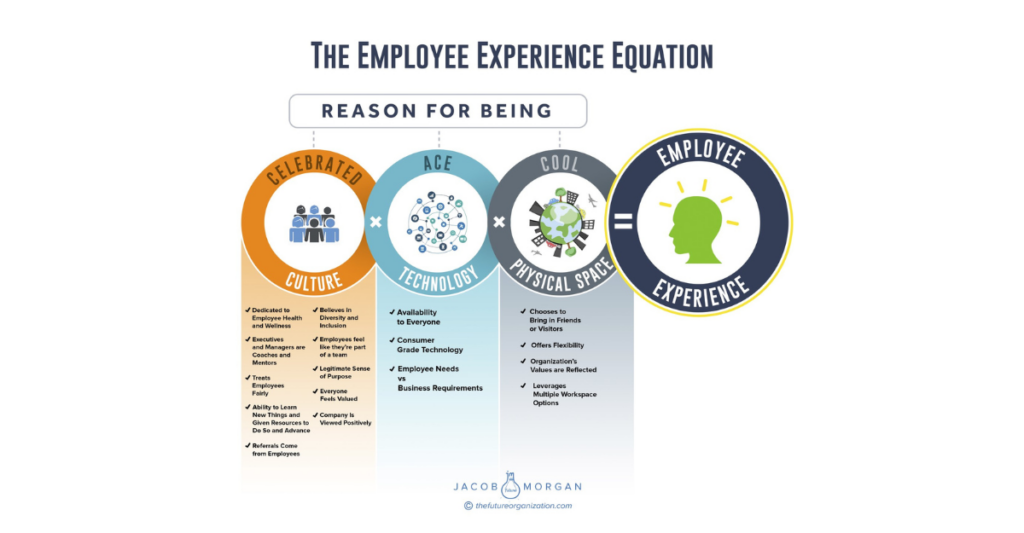 THE EMPLOYEE EXPERIENCE EQUATION
REASON FOR BEING
CELEBRATED
CULTURE
×
ACE
TECHNOLOGY
×
COOL
PHYSICAL SPACE
=
EMPLOYEE
EXPERIENCE
✓ Dedicated to
Employee Health
and Wellness
✓ Executives
and Managers are
Coaches and
Mentors
✓ Treats
Employees
Fairly
✓ Ability to Learn
New Things and
Given Resources to
Do So and Advance
✓ Referrals Come
from Employees
✓ Believes in
Diversity and
Inclusion
✓ Employees feel
like they're part
of a team
✓ Legitimate Sense
of Purpose
✓ Everyone
Feels Valued
✓ Company Is
Viewed Positively
✓ Availability
to Everyone
✓ Consumer
Grade Technology
✓ Employee Needs
vs
Business Requirements
✓ Chooses to
Bring in Friends
or Visitors
✓ Offers Flexibility
✓ Organization's
Values are Reflected
✓ Leverages
Multiple Workspace
Options
JACOB MORGAN
© thefutureorganization.com